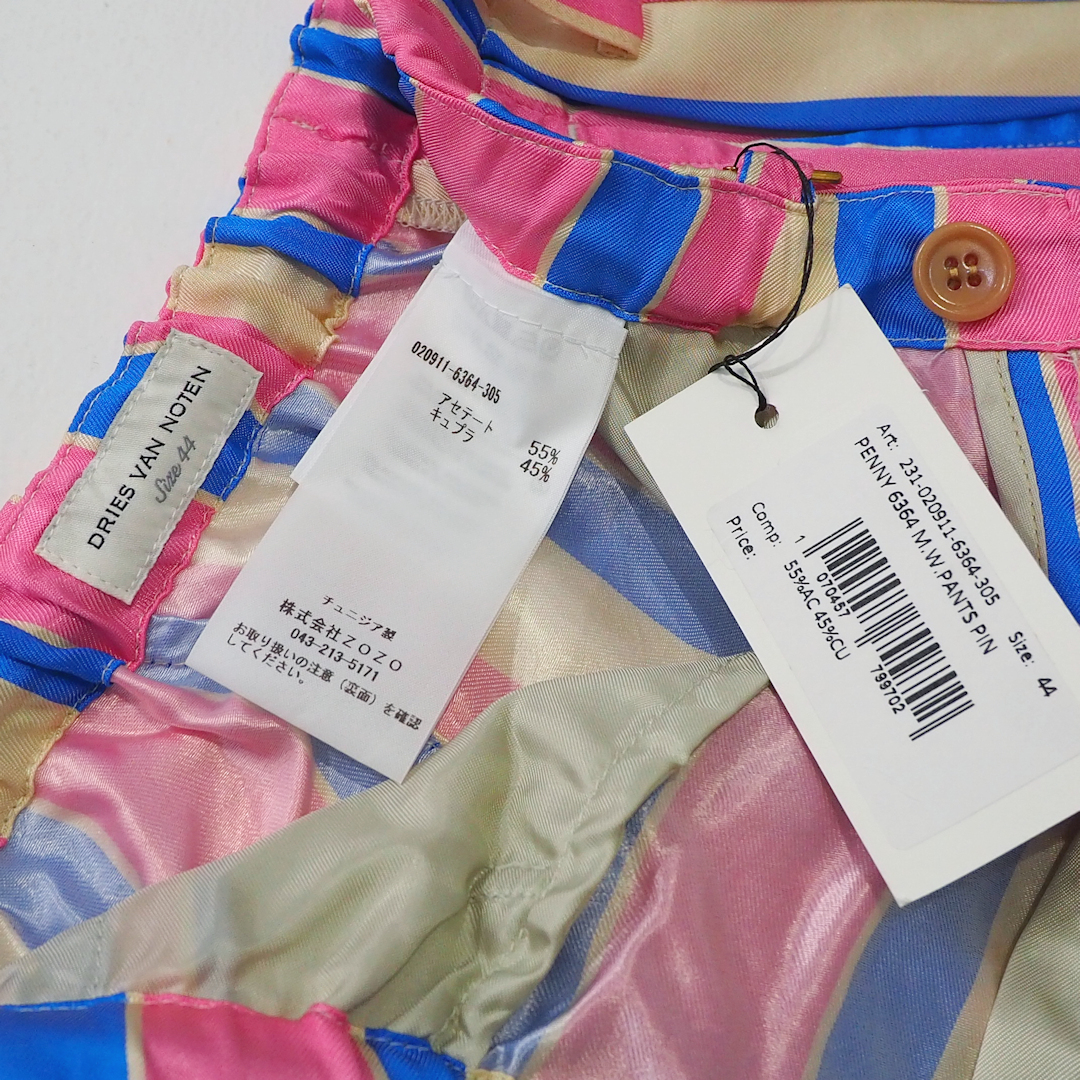 DRIES VAN NOTEN
Size 44
020911-6364-305
アセテート 55%
キュプラ 45%
チュニジア製
株式会社ZOZO
043-213-5171
お取り扱いの注意（裏面）を確認
してください。
Art: 231-020911-6364-305
PENNY 6364 M.W.PANTS PIN
Size: 44
1 070457 799702
Comp: 55%AC 45%CU
Price: